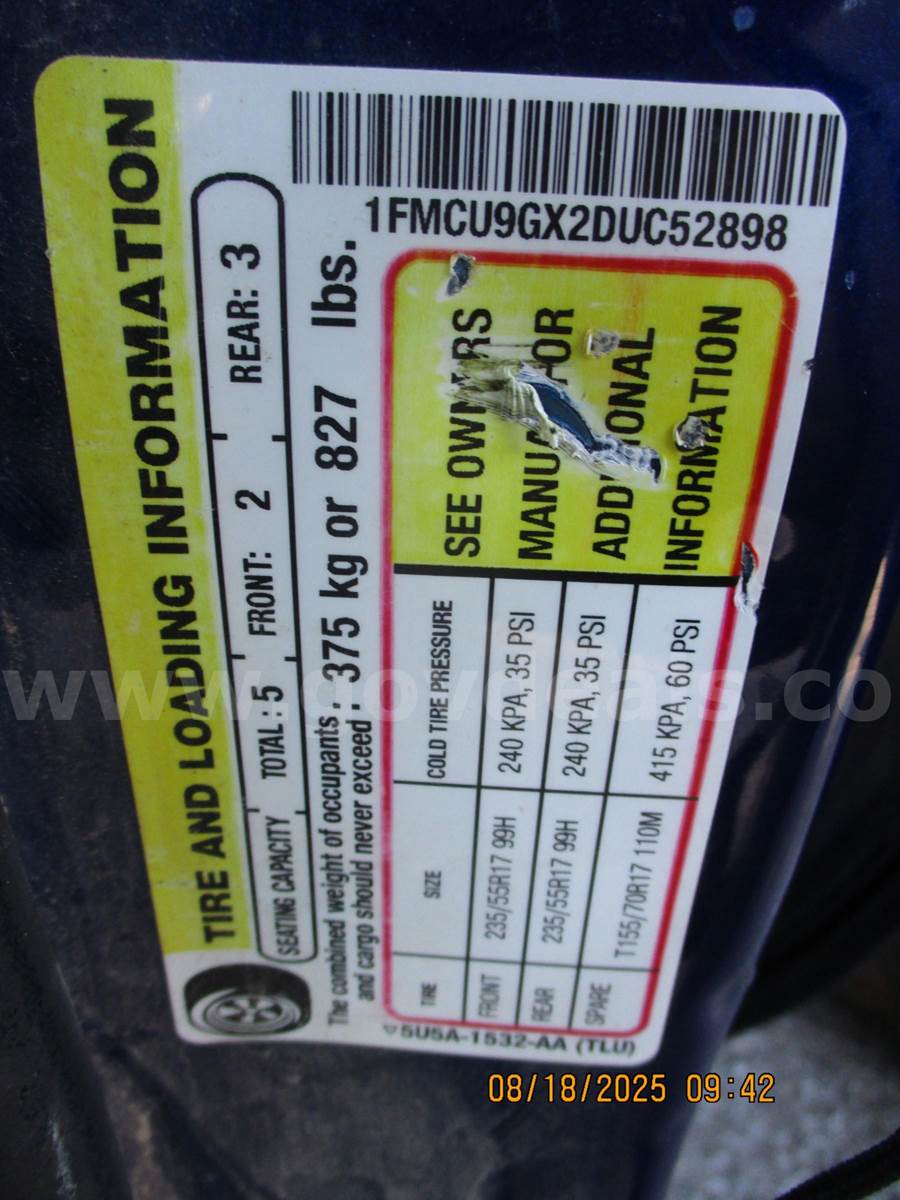 TIRE AND LOADING INFORMATION
SEATING CAPACITY TOTAL : 5 FRONT: 2 REAR: 3
The combined weight of occupants
and cargo should never exceed : 375 kg or 827 lbs.
1FMCU9GX2DUC52898
TIRE SIZE COLD TIRE PRESSURE
FRONT 235/55R17 99H 240 KPA, 35 PSI
REAR 235/55R17 99H 240 KPA, 35 PSI
SPARE T155/70R17 110M 415 KPA, 60 PSI
SEE OWNERS
MANUAL FOR
ADDITIONAL
INFORMATION
5U5A-1532-AA (TLU)
www.govdeals.co
08/18/2025 09:42